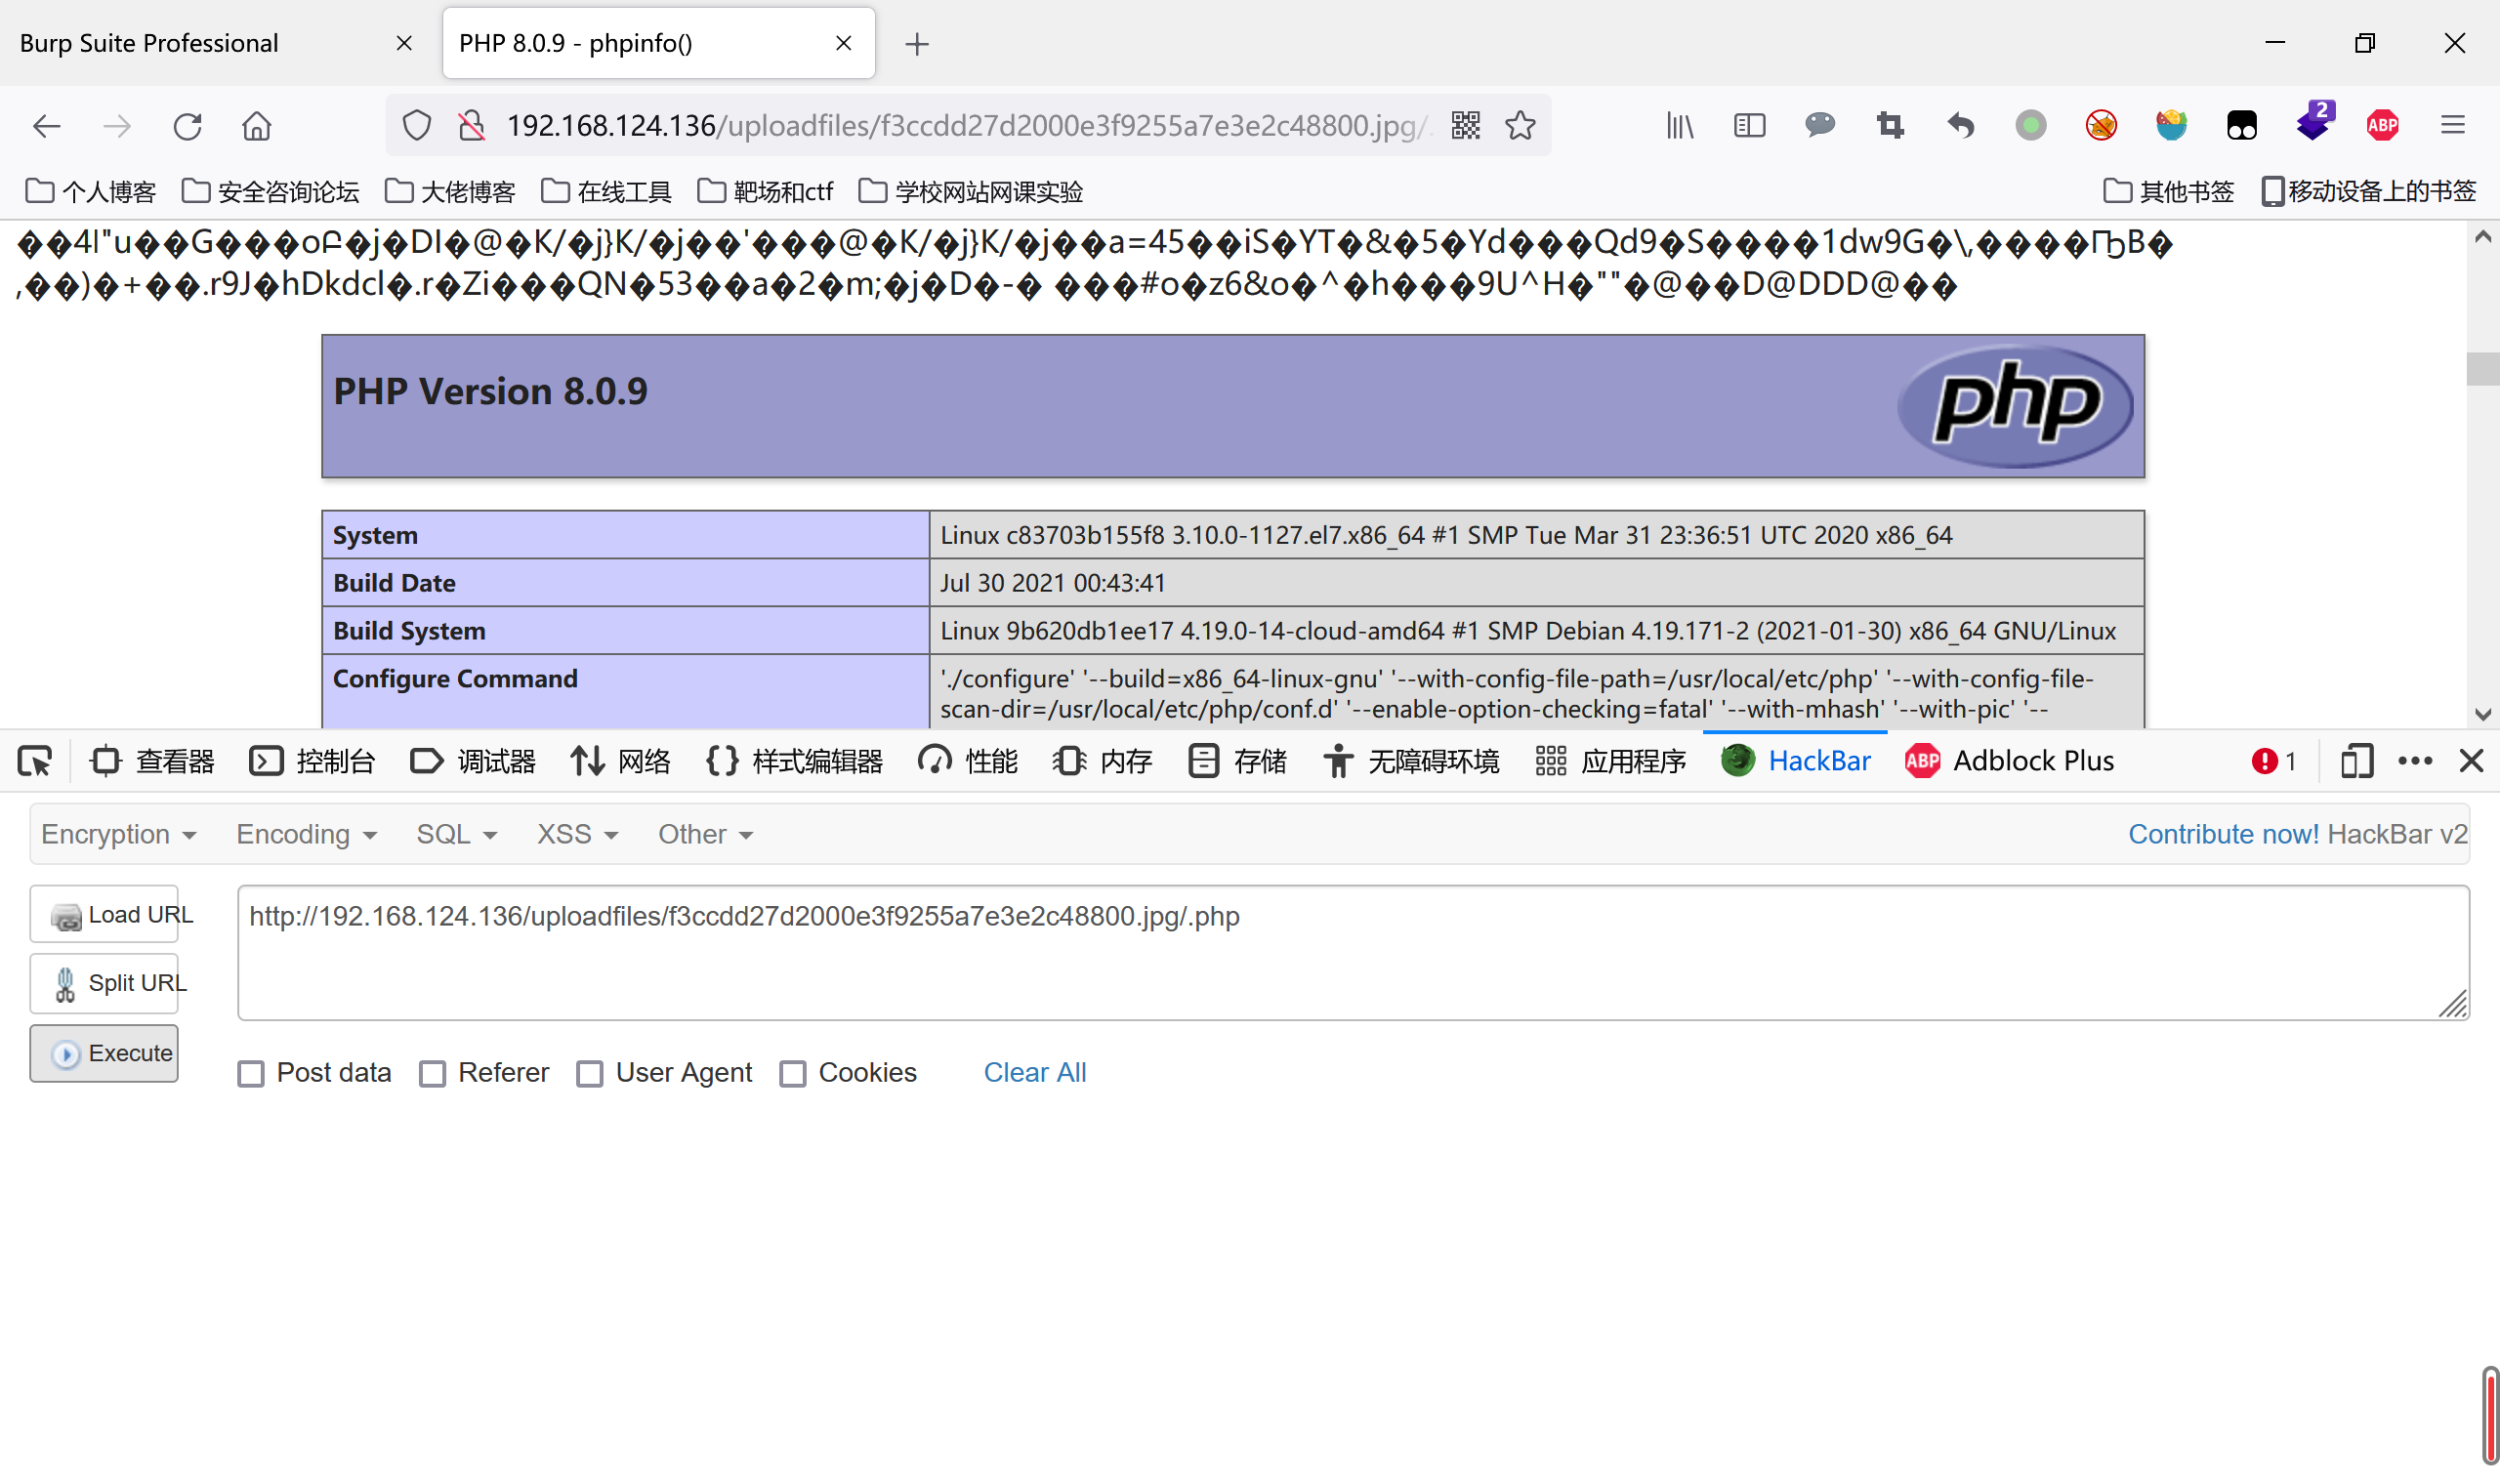 Burp Suite Professional
PHP 8.0.9 - phpinfo()
192.168.124.136/uploadfiles/f3ccdd27d2000e3f9255a7e3e2c48800.jpg/.
2
ABP
个人博客 安全咨询论坛 大佬博客 在线工具 靶场和ctf 学校网站网课实验 其他书签 移动设备上的书签
��4l"u��G���oԲ�j�DI�@�K/�j}K/�j��'���@�K/�j}K/�j��a=45��iS�YT�&�5�Yd���Qd9�S����1dw9G�\,����ҦB�
,��)�+��.r9J�hDkdcl�.r�Zi���QN�53��a�2�m;�j�D�-� ���#o�z6&o�^�h���9U^H�""�@��D@DDD@��
PHP Version 8.0.9
php
System Linux c83703b155f8 3.10.0-1127.el7.x86_64 #1 SMP Tue Mar 31 23:36:51 UTC 2020 x86_64
Build Date Jul 30 2021 00:43:41
Build System Linux 9b620db1ee17 4.19.0-14-cloud-amd64 #1 SMP Debian 4.19.171-2 (2021-01-30) x86_64 GNU/Linux
Configure Command './configure' '--build=x86_64-linux-gnu' '--with-config-file-path=/usr/local/etc/php' '--with-config-file-
scan-dir=/usr/local/etc/php/conf.d' '--enable-option-checking=fatal' '--with-mhash' '--with-pic' '--
查看器 控制台 调试器 网络 样式编辑器 性能 内存 存储 无障碍环境 应用程序 HackBar ABP Adblock Plus 1
Encryption Encoding SQL XSS Other Contribute now! HackBar v2
Load URL
http://192.168.124.136/uploadfiles/f3ccdd27d2000e3f9255a7e3e2c48800.jpg/.php
Split URL
Execute
Post data Referer User Agent Cookies Clear All